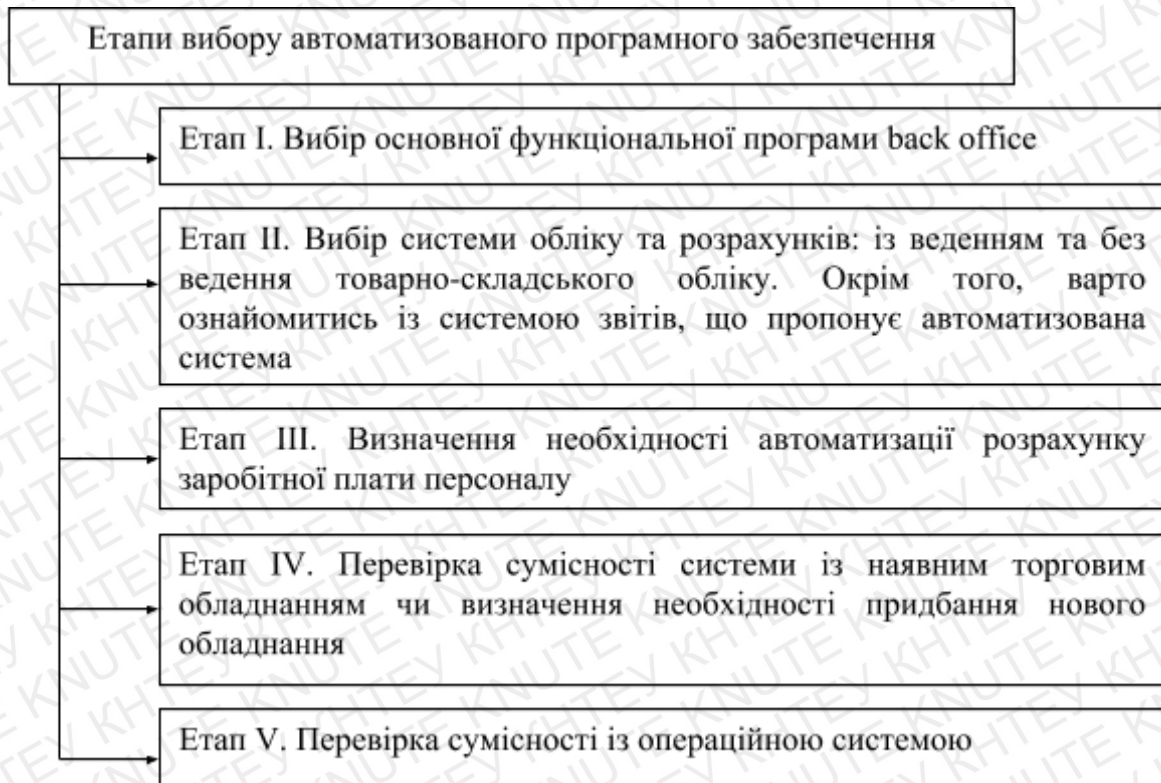 Етапи вибору автоматизованого програмного забезпечення
Етап I. Вибір основної функціональної програми back office
Етап II. Вибір системи обліку та розрахунків: із веденням та без
ведення товарно-складського обліку. Окрім того, варто
ознайомитись із системою звітів, що пропонує автоматизована
система
Етап III. Визначення необхідності автоматизації розрахунку
заробітної плати персоналу
Етап IV. Перевірка сумісності системи із наявним торговим
обладнанням чи визначення необхідності придбання нового
обладнання
Етап V. Перевірка сумісності із операційною системою